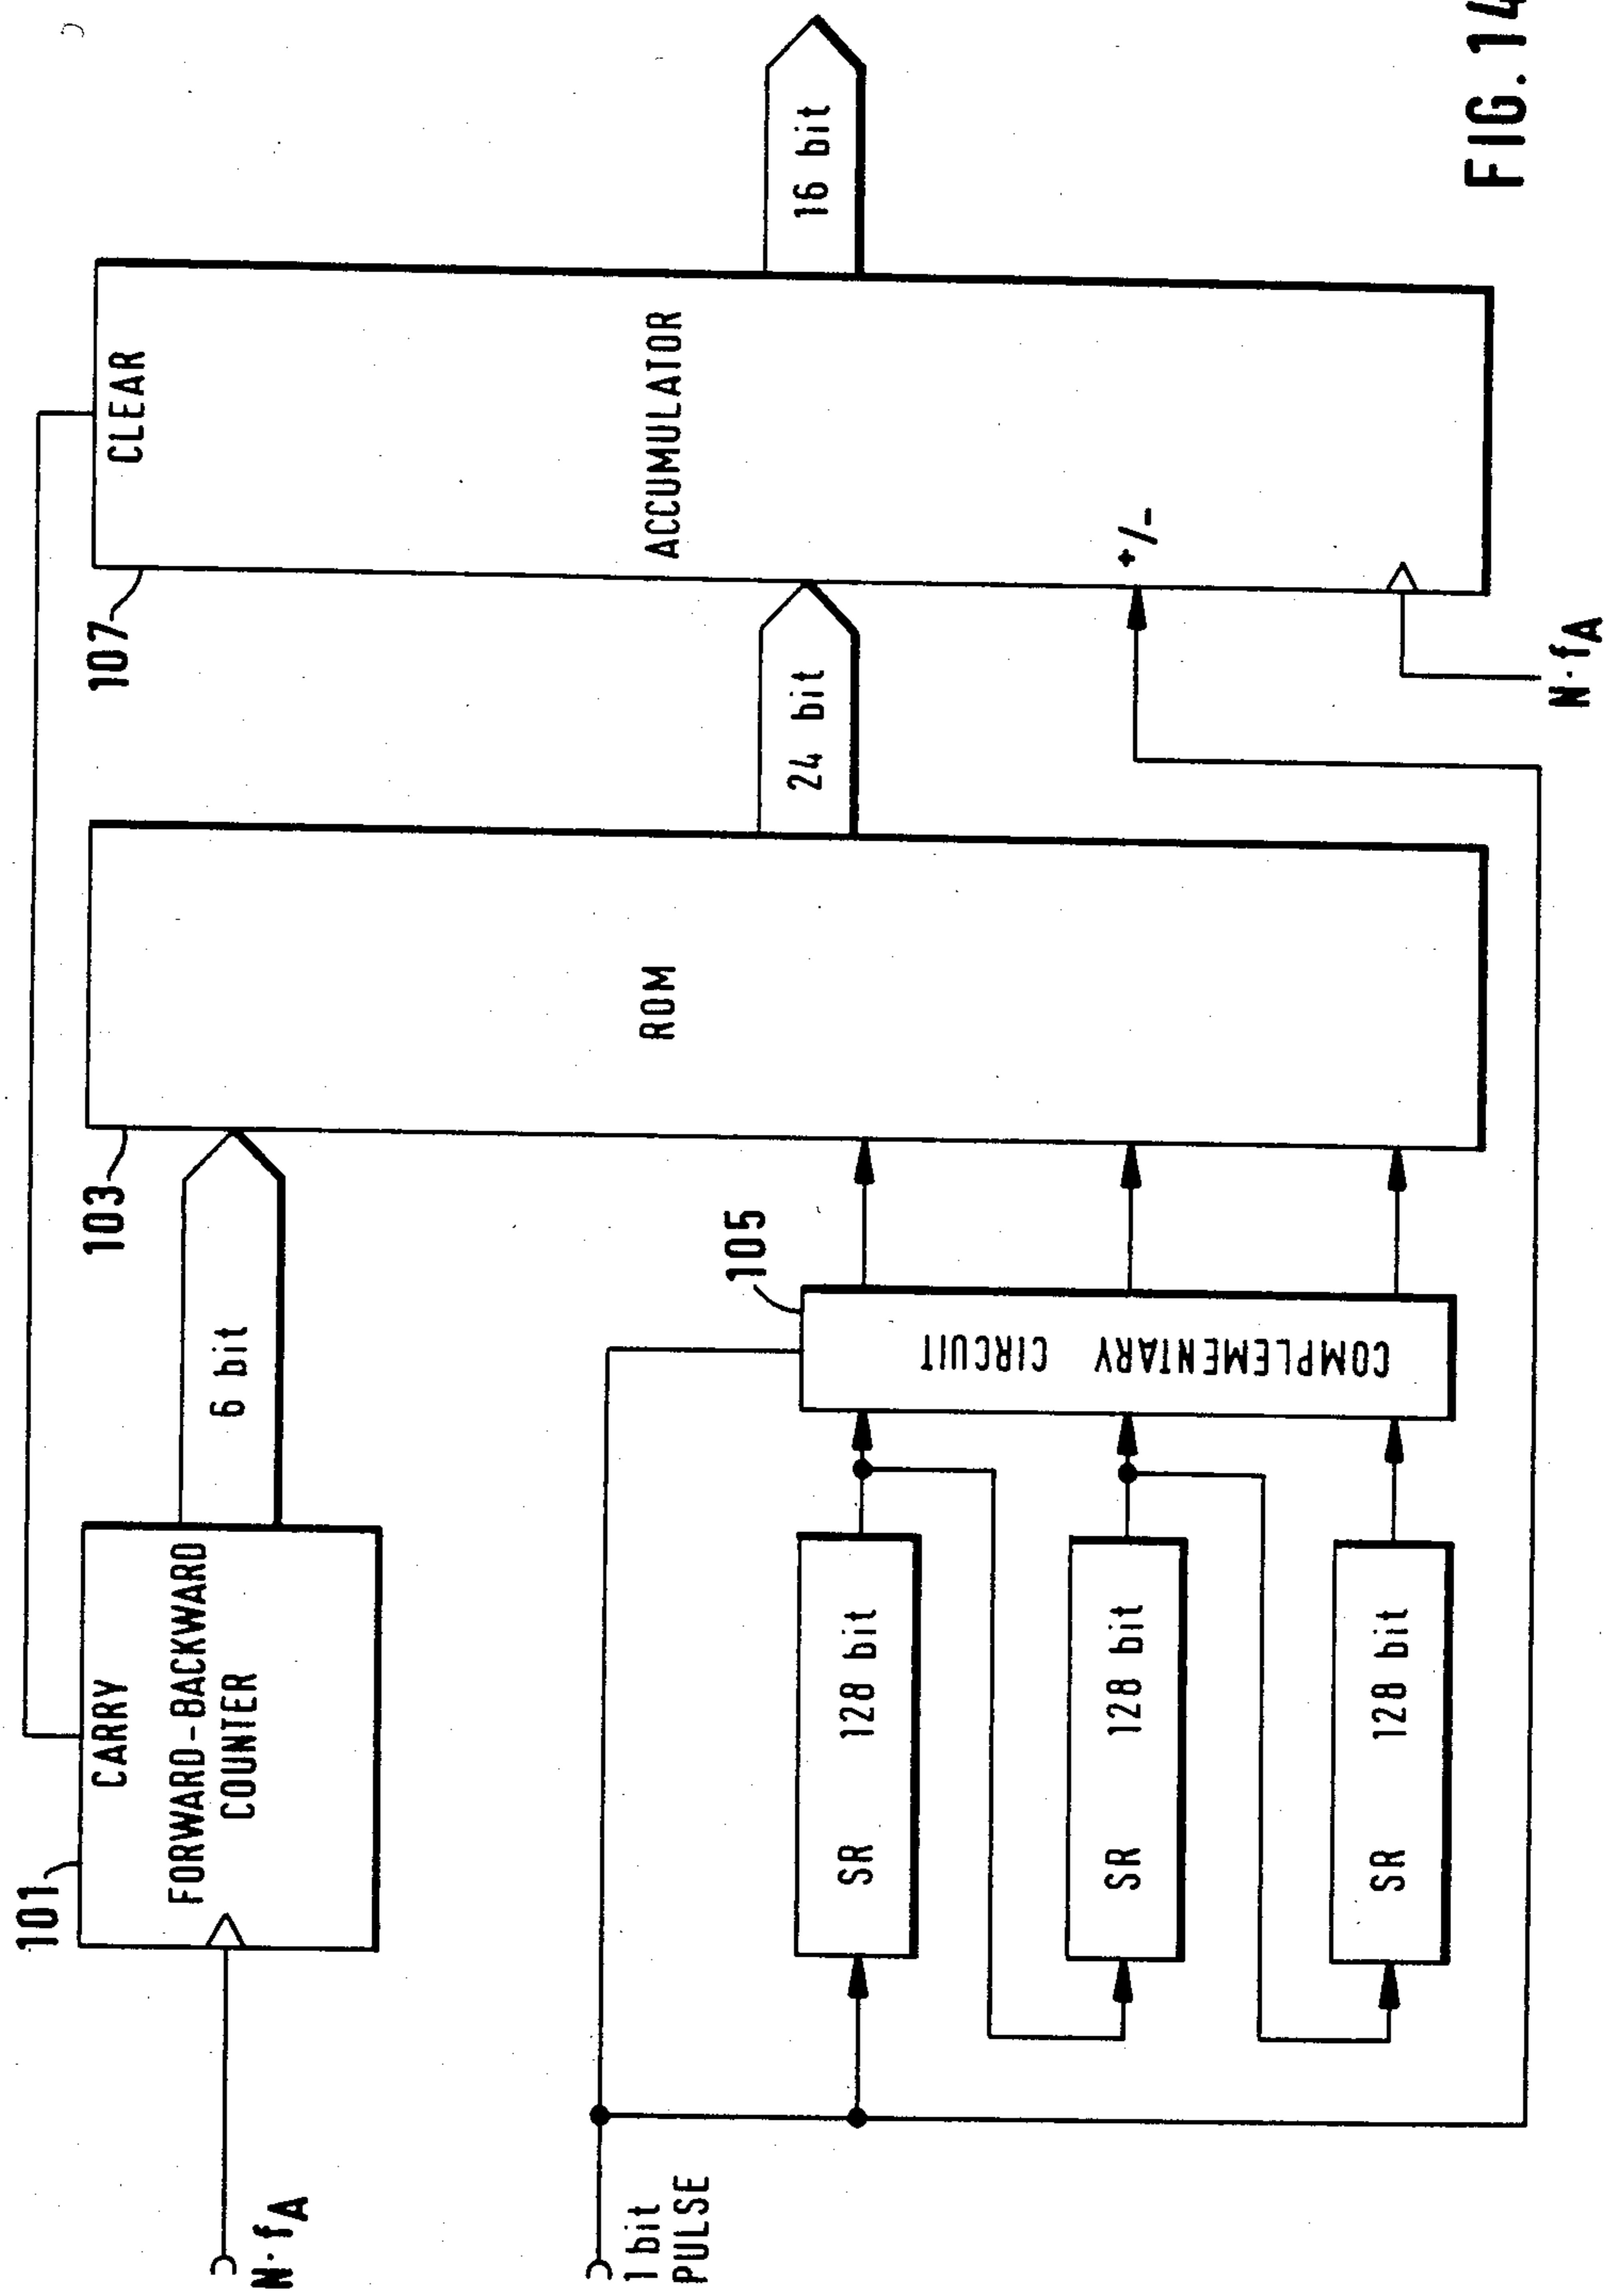 101
CARRY
FORWARD-BACKWARD
COUNTER
N·fA
6 bit
103
ROM
24 bit
107
CLEAR
ACCUMULATOR
+/-
N·fA
16 bit
1 bit
PULSE
SR 128 bit
SR 128 bit
SR 128 bit
105
COMPLEMENTARY CIRCUIT
FIG. 14